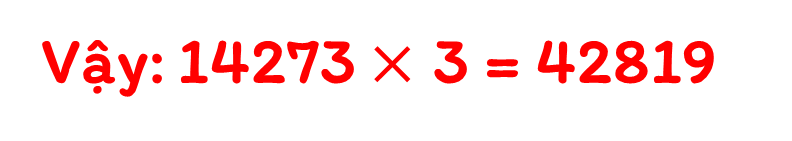 Vậy: 14273 × 3 = 42819